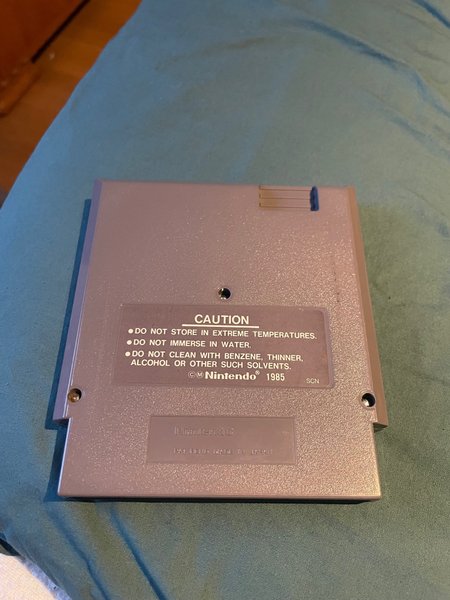 CAUTION
●DO NOT STORE IN EXTREME TEMPERATURES.
●DO NOT IMMERSE IN WATER.
●DO NOT CLEAN WITH BENZENE, THINNER,
ALCOHOL OR OTHER SUCH SOLVENTS.
©Ⓜ Nintendo® 1985
SCN